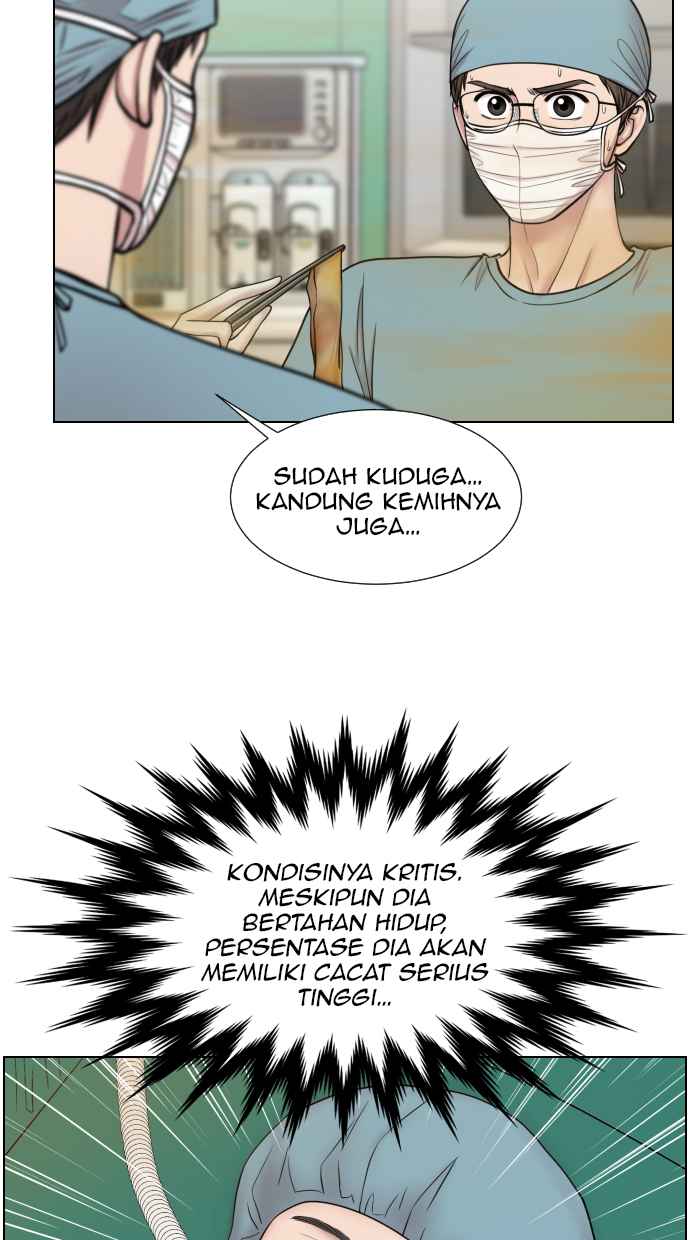 SUDAH KUDUGA...
KANDUNG KEMIHNYA
JUGA...
KONDISINYA KRITIS.
MESKIPUN DIA
BERTAHAN HIDUP,
PERSENTASE DIA AKAN
MEMILIKI CACAT SERIUS
TINGGI...